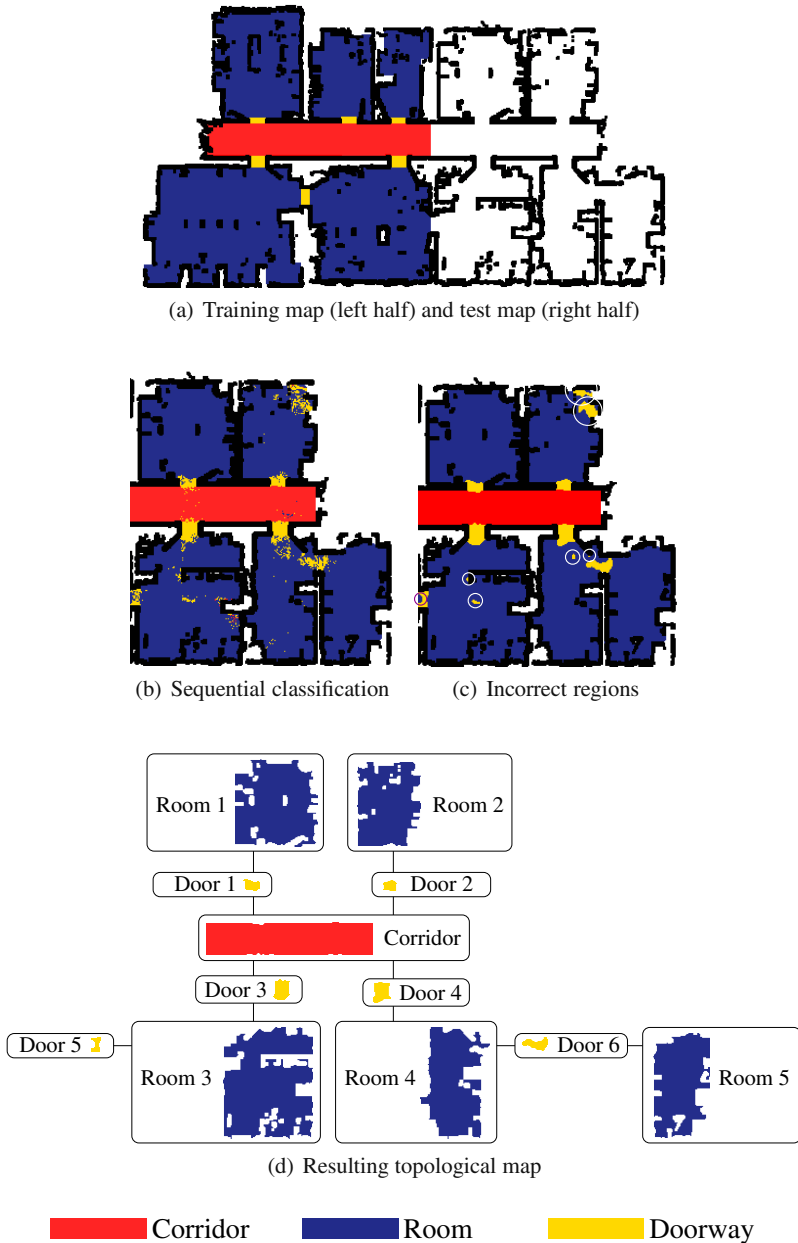 (a) Training map (left half) and test map (right half)
(b) Sequential classification
(c) Incorrect regions
Room 1
Room 2
Door 1
Door 2
Corridor
Door 3
Door 4
Door 5
Room 3
Room 4
Door 6
Room 5
(d) Resulting topological map
Corridor
Room
Doorway